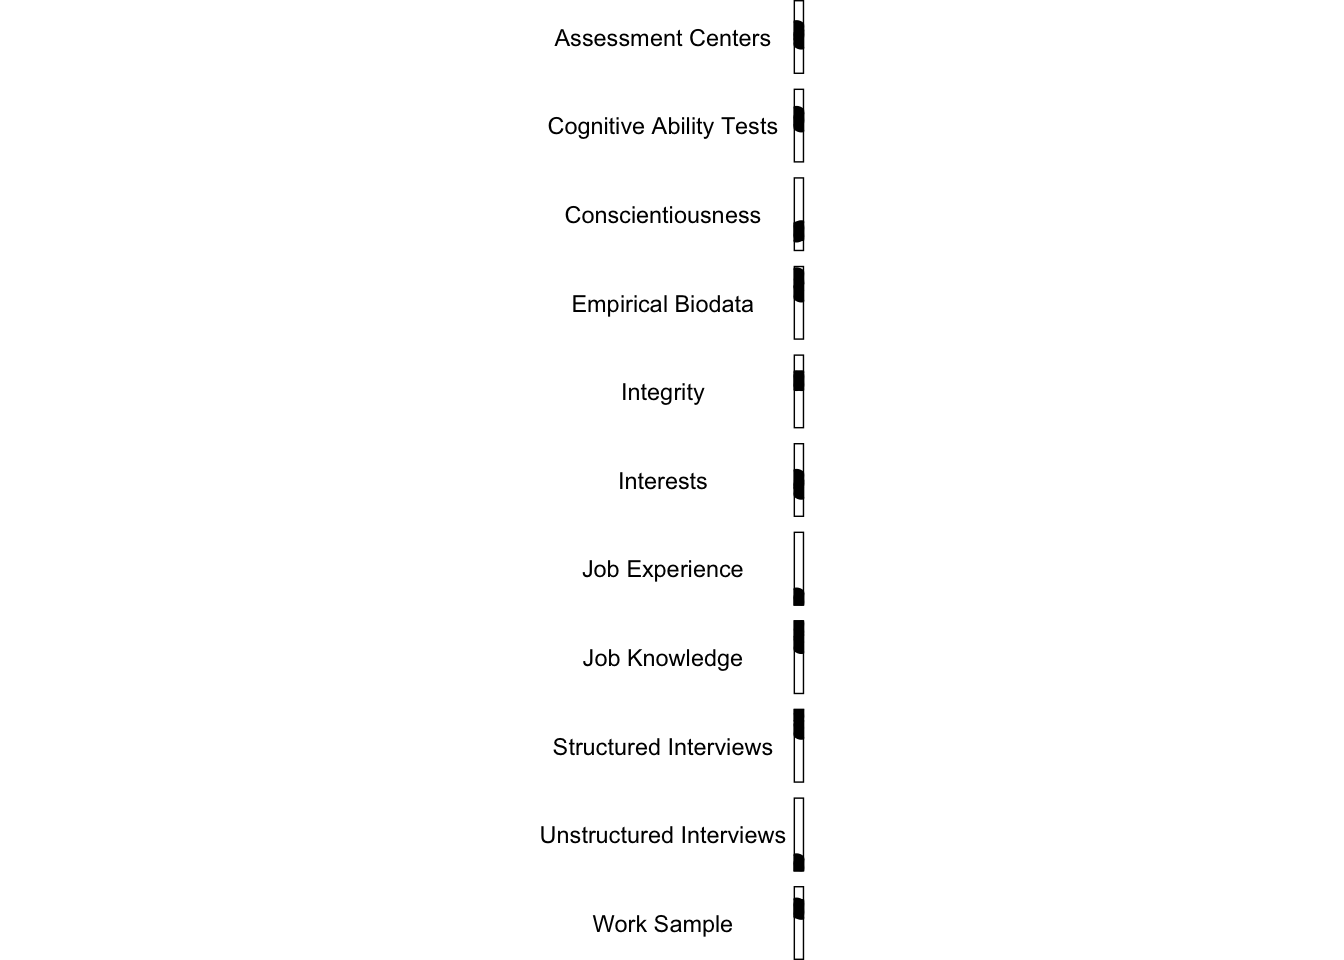 Assessment Centers
Cognitive Ability Tests
Conscientiousness
Empirical Biodata
Integrity
Interests
Job Experience
Job Knowledge
Structured Interviews
Unstructured Interviews
Work Sample